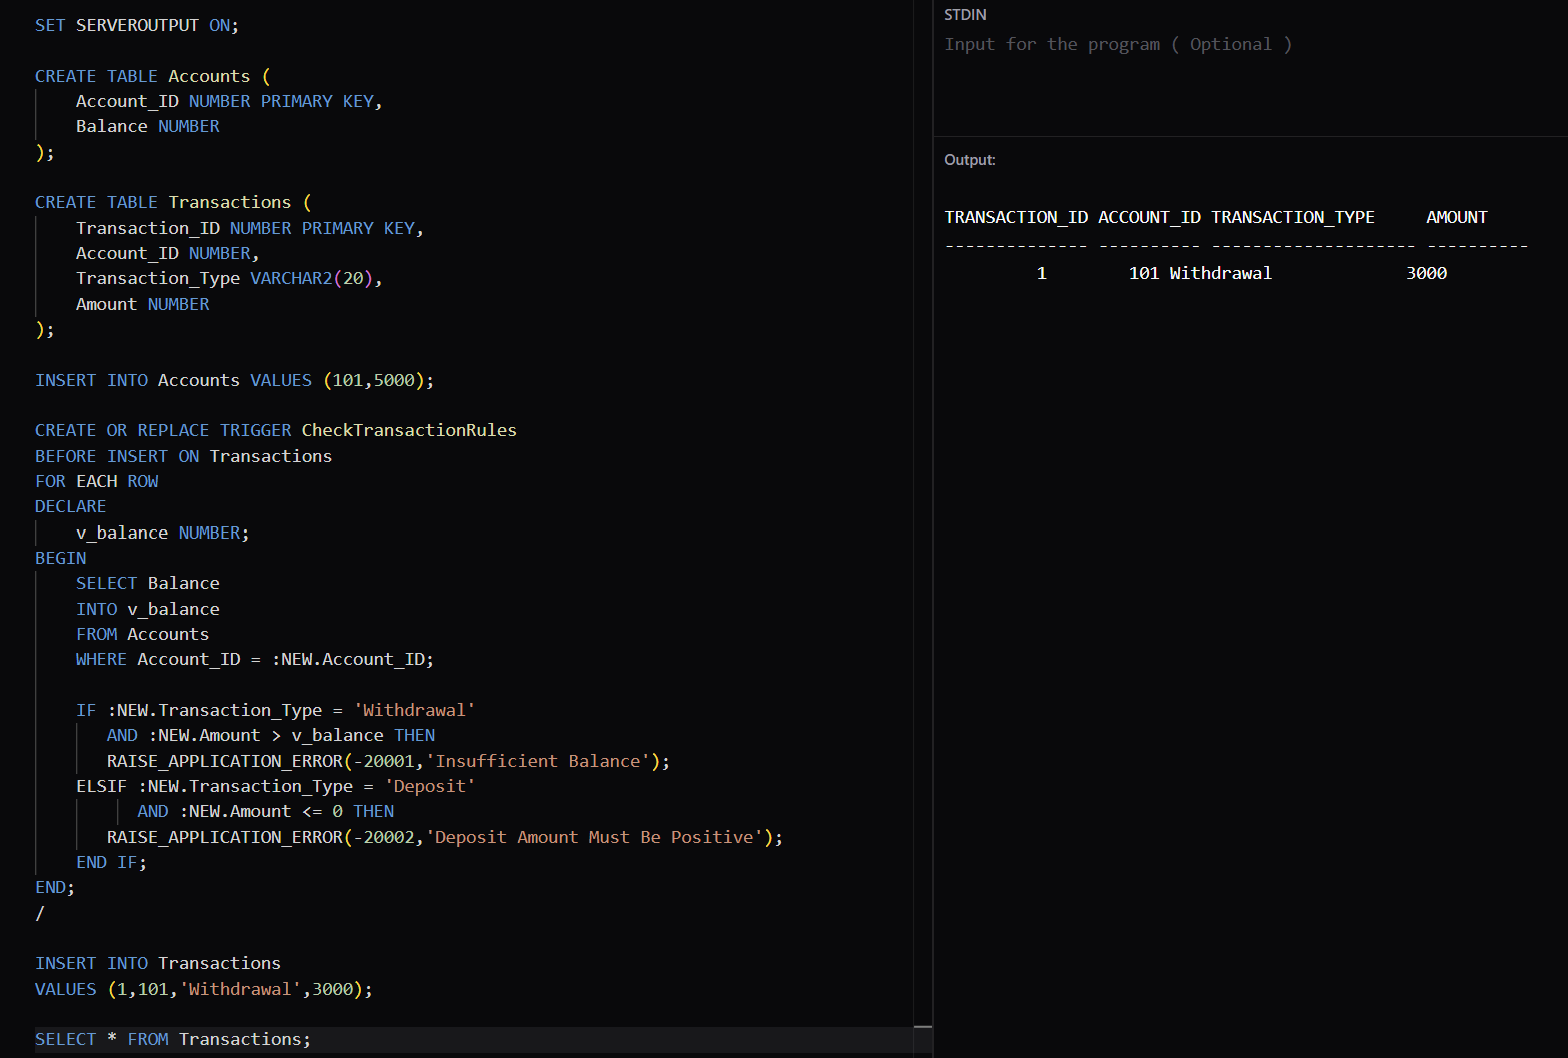 SET SERVEROUTPUT ON;
CREATE TABLE Accounts (
    Account_ID NUMBER PRIMARY KEY,
    Balance NUMBER
);
CREATE TABLE Transactions (
    Transaction_ID NUMBER PRIMARY KEY,
    Account_ID NUMBER,
    Transaction_Type VARCHAR2(20),
    Amount NUMBER
);
INSERT INTO Accounts VALUES (101,5000);
CREATE OR REPLACE TRIGGER CheckTransactionRules
BEFORE INSERT ON Transactions
FOR EACH ROW
DECLARE
    v_balance NUMBER;
BEGIN
    SELECT Balance
    INTO v_balance
    FROM Accounts
    WHERE Account_ID = :NEW.Account_ID;
    IF :NEW.Transaction_Type = 'Withdrawal'
       AND :NEW.Amount > v_balance THEN
       RAISE_APPLICATION_ERROR(-20001,'Insufficient Balance');
    ELSIF :NEW.Transaction_Type = 'Deposit'
          AND :NEW.Amount <= 0 THEN
       RAISE_APPLICATION_ERROR(-20002,'Deposit Amount Must Be Positive');
    END IF;
END;
/
INSERT INTO Transactions
VALUES (1,101,'Withdrawal',3000);
SELECT * FROM Transactions;
STDIN
Input for the program ( Optional )
Output:
TRANSACTION_ID ACCOUNT_ID TRANSACTION_TYPE     AMOUNT
-------------- ---------- -------------------- ----------
         1        101 Withdrawal             3000